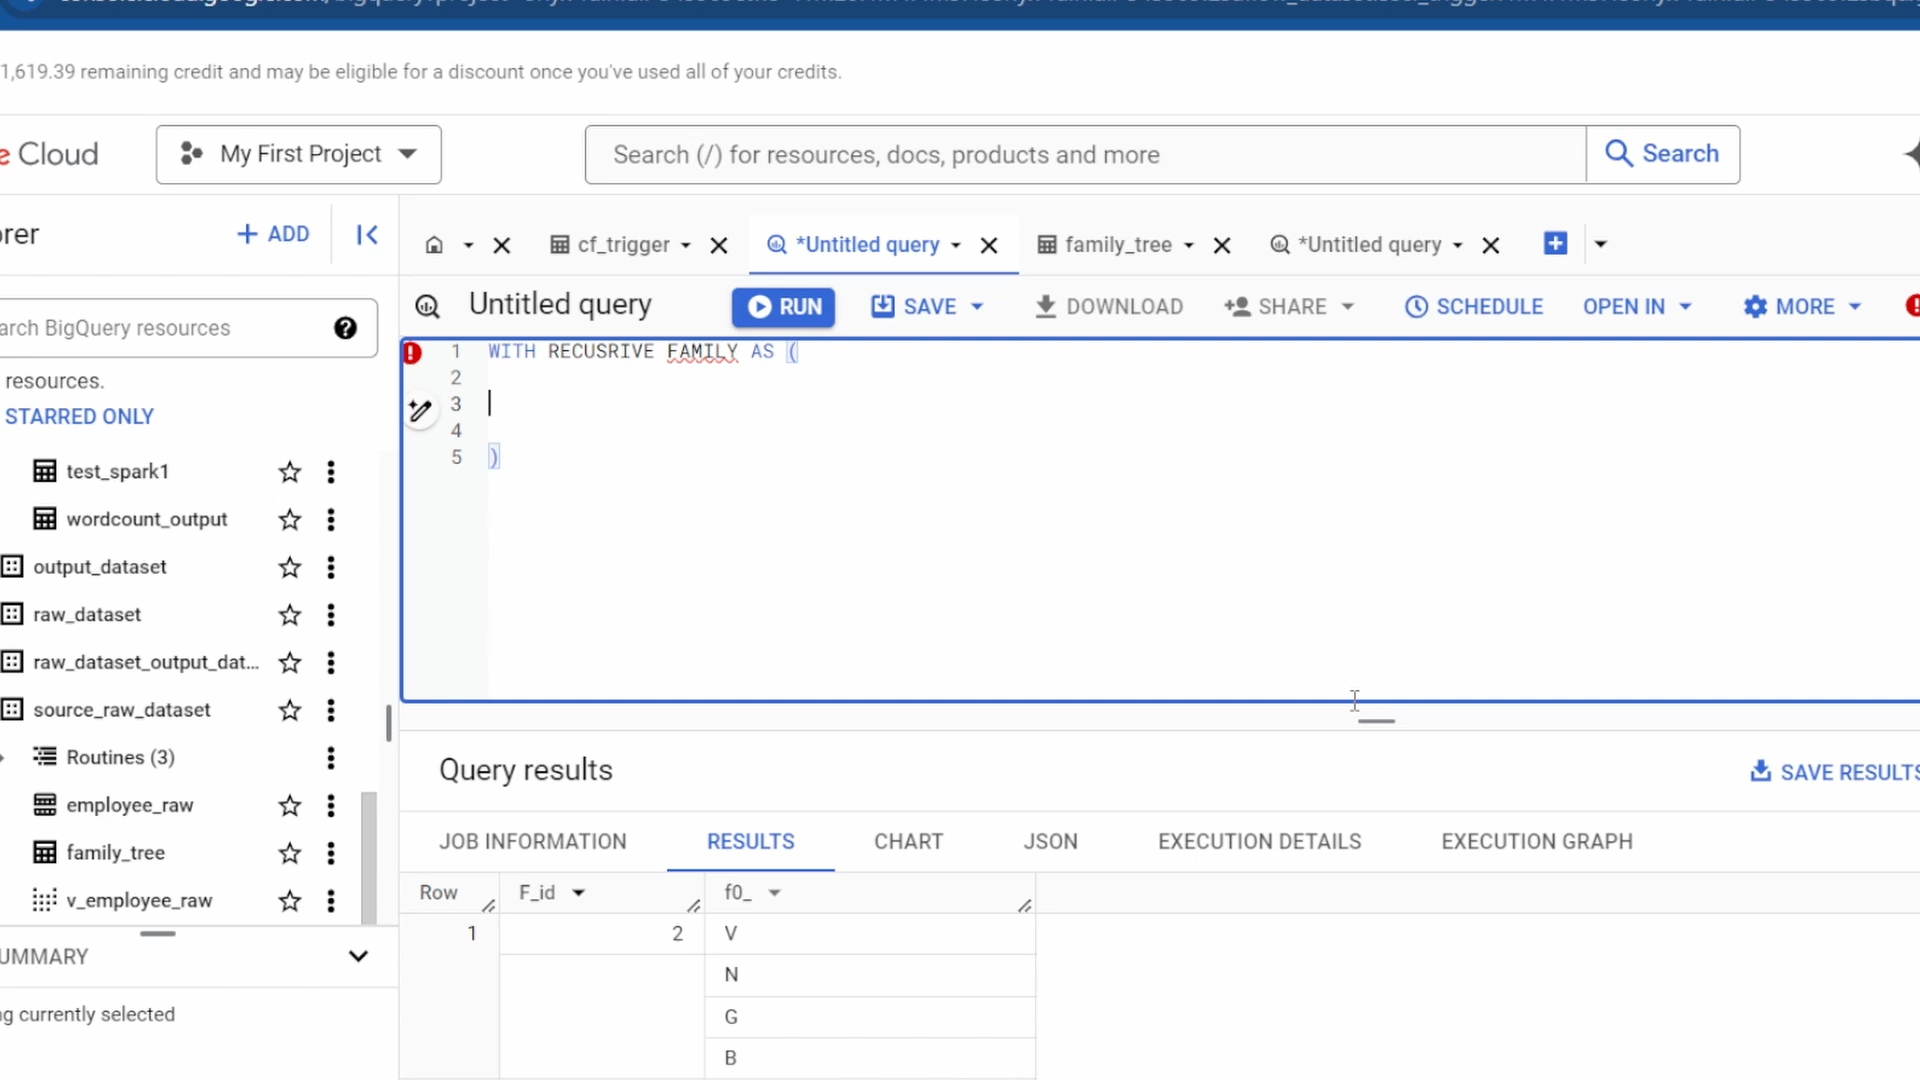 1,619.39 remaining credit and may be eligible for a discount once you've used all of your credits.
e Cloud
My First Project
Search (/) for resources, docs, products and more
Search
orer
ADD
cf_trigger
*Untitled query
family_tree
*Untitled query
Untitled query
RUN
SAVE
DOWNLOAD
SHARE
SCHEDULE
OPEN IN
MORE
arch BigQuery resources
resources.
STARRED ONLY
test_spark1
wordcount_output
output_dataset
raw_dataset
raw_dataset_output_dat...
source_raw_dataset
Routines (3)
employee_raw
family_tree
v_employee_raw
UMMARY
ng currently selected
1 WITH RECUSRIVE FAMILY AS (
2
3
4
5 )
Query results
SAVE RESULTS
JOB INFORMATION
RESULTS
CHART
JSON
EXECUTION DETAILS
EXECUTION GRAPH
Row F_id f0_
1 2 V
N
G
B